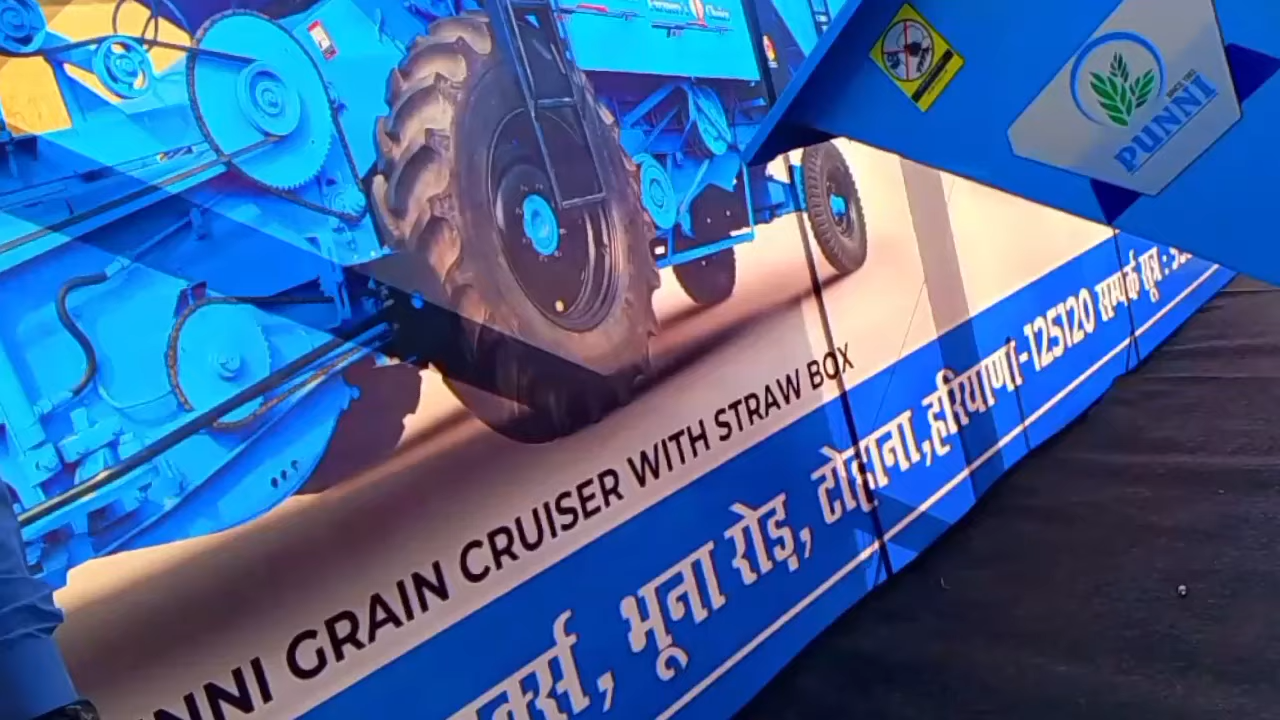 PUNNI
NNI GRAIN CRUISER WITH STRAW BOX
भूना रोड़, टोहाना,हरियाणा-125120 सम्पर्क सूत्र :